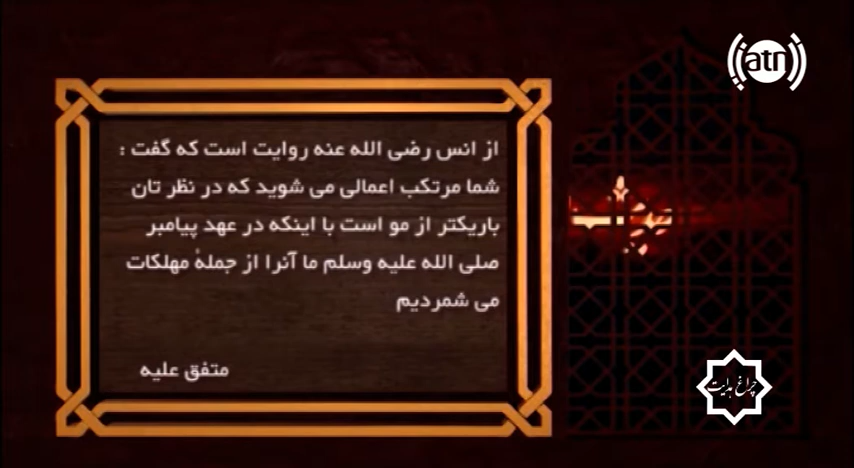 atn
از انس رضی الله عنه روایت است که گفت :
شما مرتکب اعمالی می شوید که در نظر تان
باریکتر از مو است با اینکه در عهد پیامبر
صلی الله علیه وسلم ما آنرا از جملهٔ مهلکات
می شمردیم
متفق علیه
چراغ هدایت